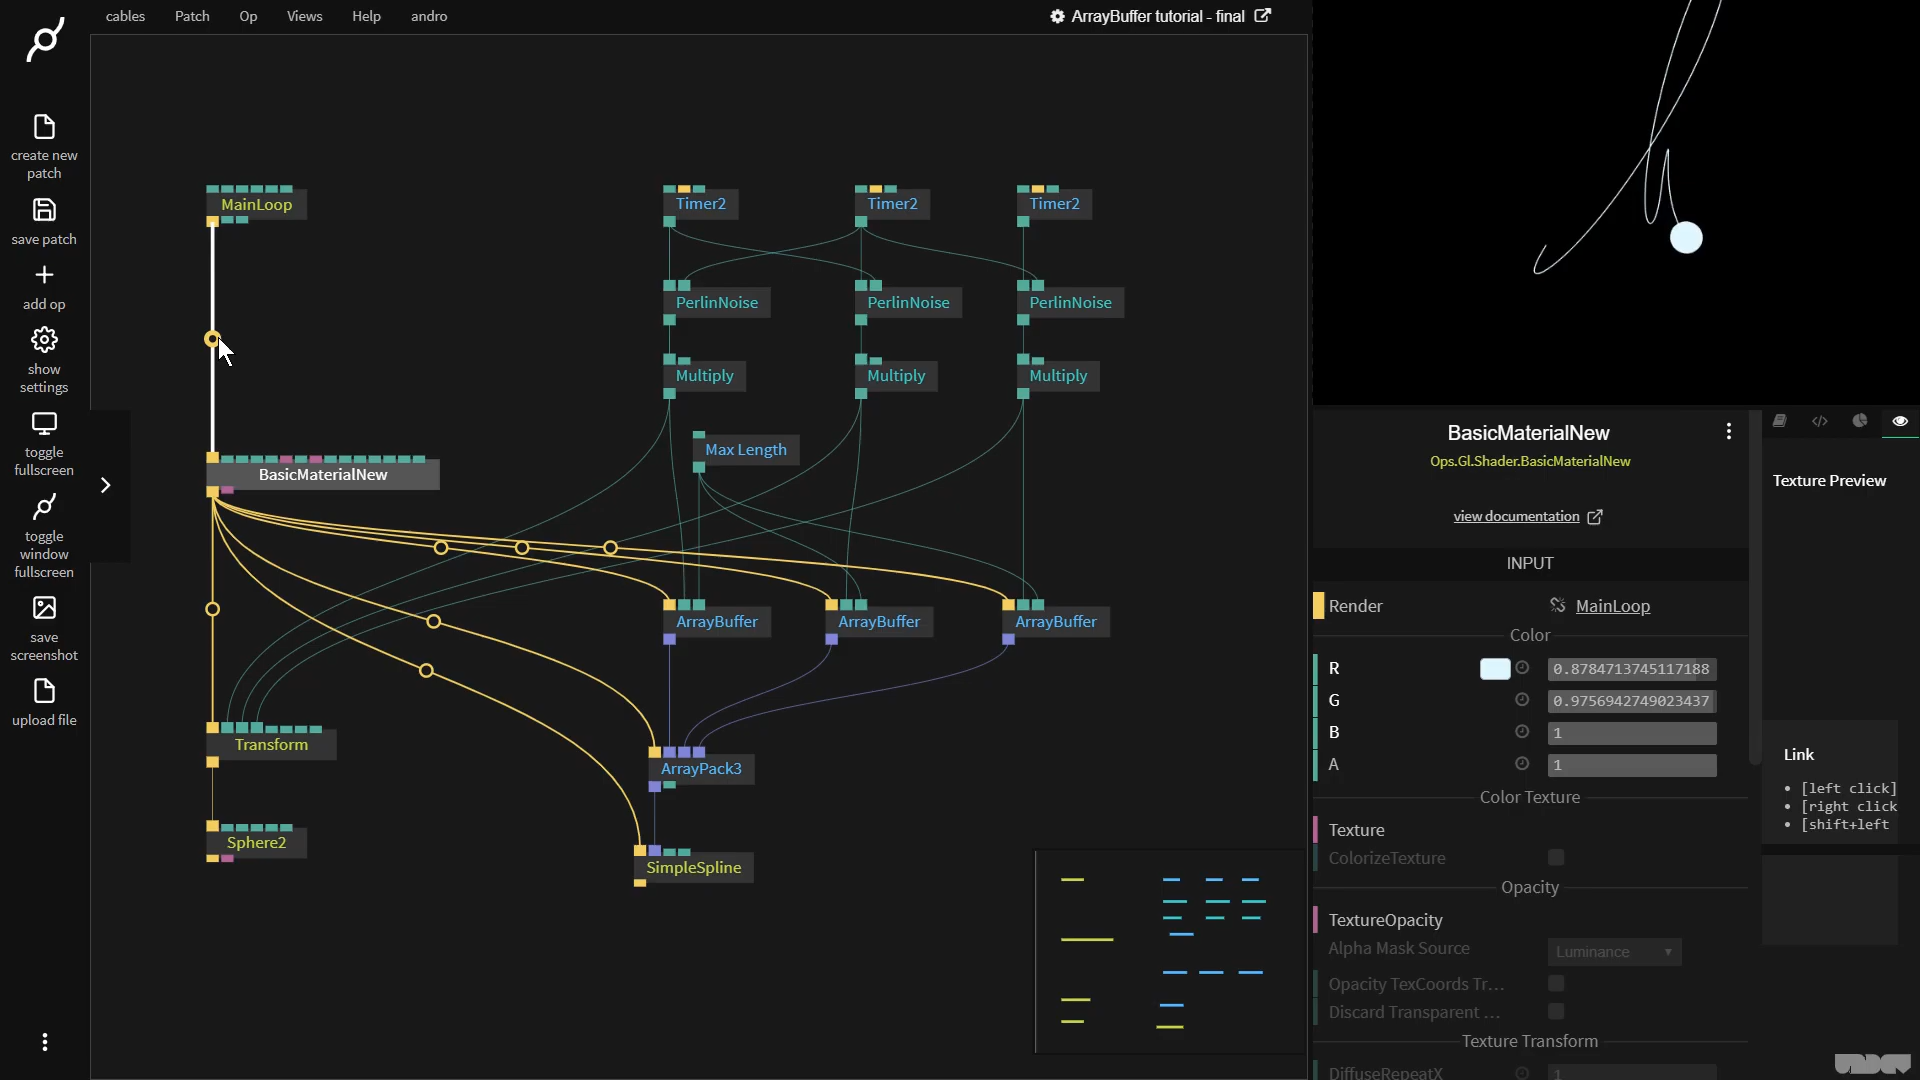 cables Patch Op Views Help andro
ArrayBuffer tutorial - final
create new
patch
save patch
add op
show
settings
toggle
fullscreen
toggle
window
fullscreen
save
screenshot
upload file
MainLoop
Timer2
Timer2
Timer2
PerlinNoise
PerlinNoise
PerlinNoise
Multiply
Multiply
Multiply
Max Length
BasicMaterialNew
ArrayBuffer
ArrayBuffer
ArrayBuffer
Transform
ArrayPack3
Sphere2
SimpleSpline
BasicMaterialNew
Ops.Gl.Shader.BasicMaterialNew
view documentation
INPUT
Render MainLoop
Color
R 0.8784713745117188
G 0.9756942749023437
B 1
A 1
Color Texture
Texture
ColorizeTexture
Opacity
TextureOpacity
Alpha Mask Source Luminance
Opacity TexCoords Tr...
Discard Transparent ...
Texture Transform
DiffuseRepeatX 1
Texture Preview
Link
• [left click]
• [right click
• [shift+left